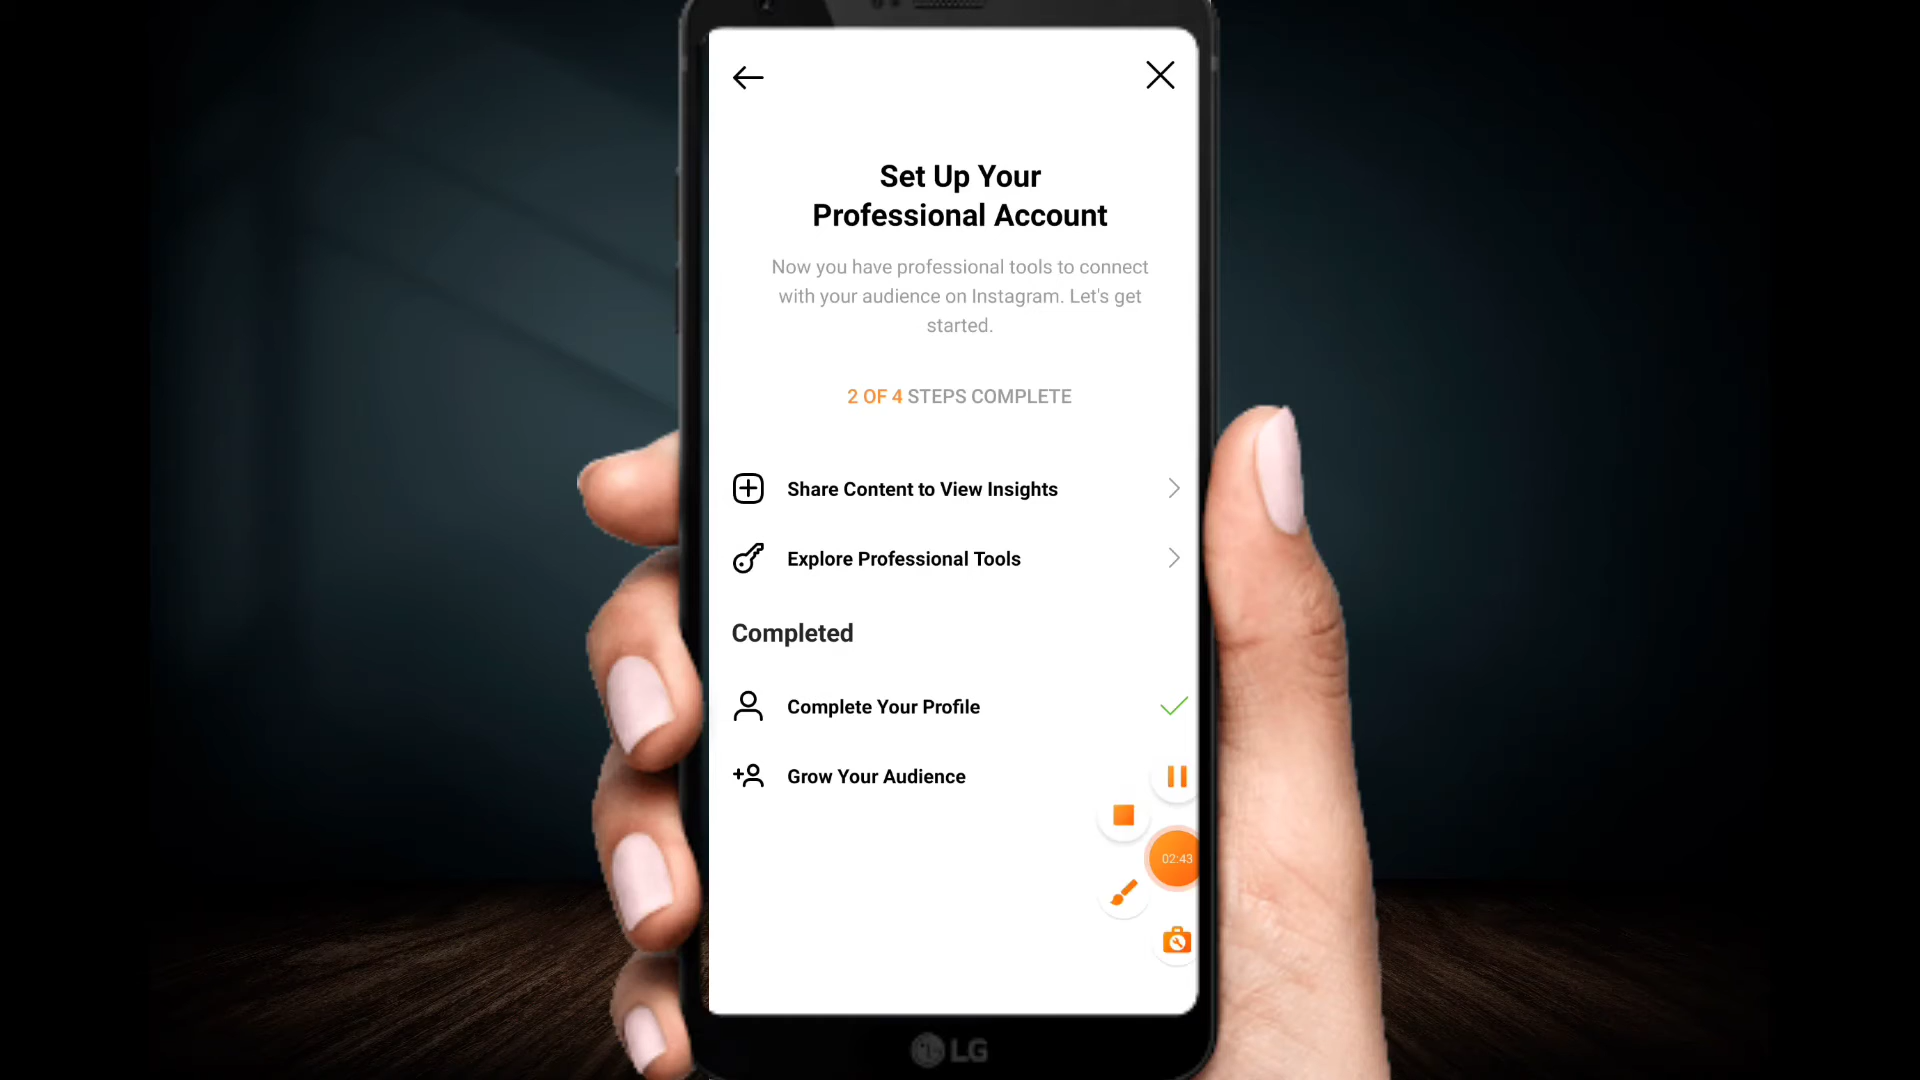 Set Up Your
Professional Account
Now you have professional tools to connect
with your audience on Instagram. Let's get
started.
2 OF 4 STEPS COMPLETE
Share Content to View Insights
Explore Professional Tools
Completed
Complete Your Profile
Grow Your Audience
02:43
LG